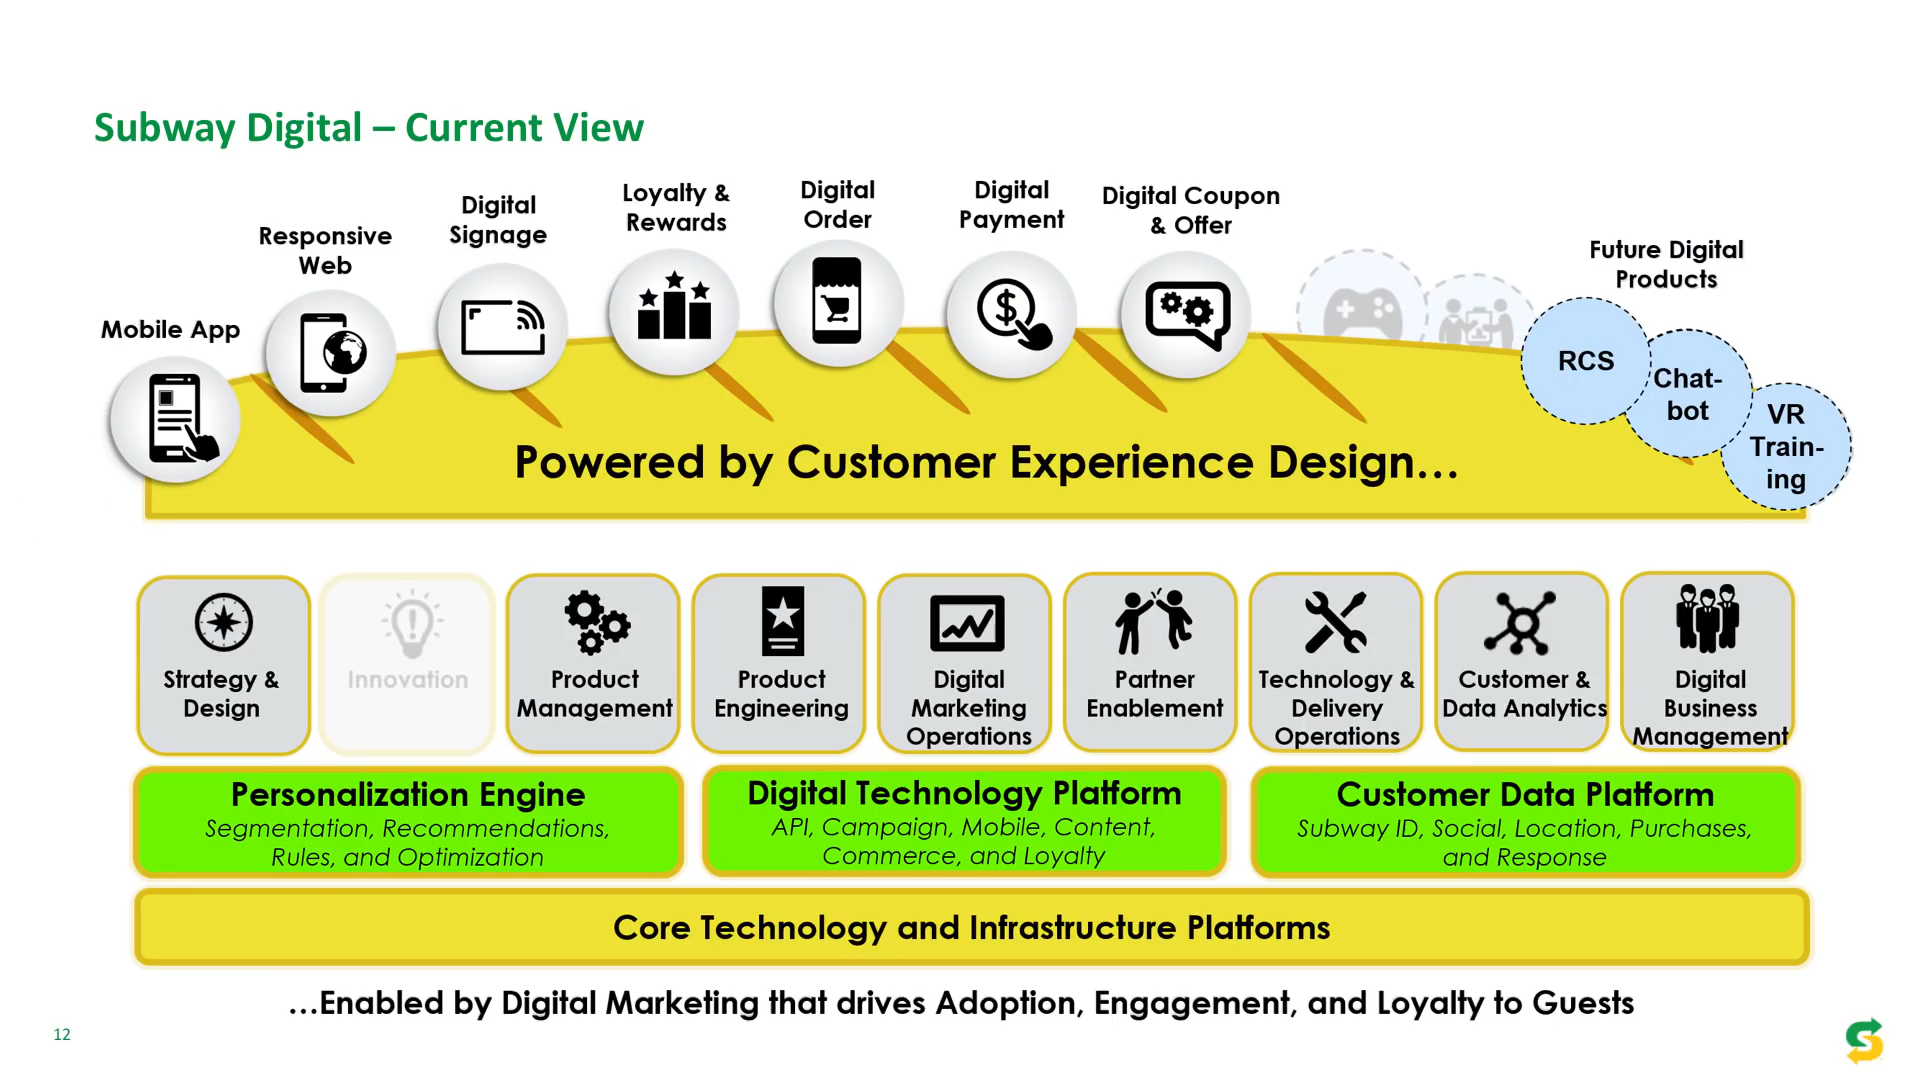 Subway Digital – Current View
Mobile App
Responsive
Web
Digital
Signage
Loyalty &
Rewards
Digital
Order
Digital
Payment
Digital Coupon
& Offer
Future Digital
Products
RCS
Chat-
bot
VR
Train-
ing
Powered by Customer Experience Design...
Strategy &
Design
Innovation
Product
Management
Product
Engineering
Digital
Marketing
Operations
Partner
Enablement
Technology &
Delivery
Operations
Customer &
Data Analytics
Digital
Business
Management
Personalization Engine
Segmentation, Recommendations,
Rules, and Optimization
Digital Technology Platform
API, Campaign, Mobile, Content,
Commerce, and Loyalty
Customer Data Platform
Subway ID, Social, Location, Purchases,
and Response
Core Technology and Infrastructure Platforms
...Enabled by Digital Marketing that drives Adoption, Engagement, and Loyalty to Guests
12